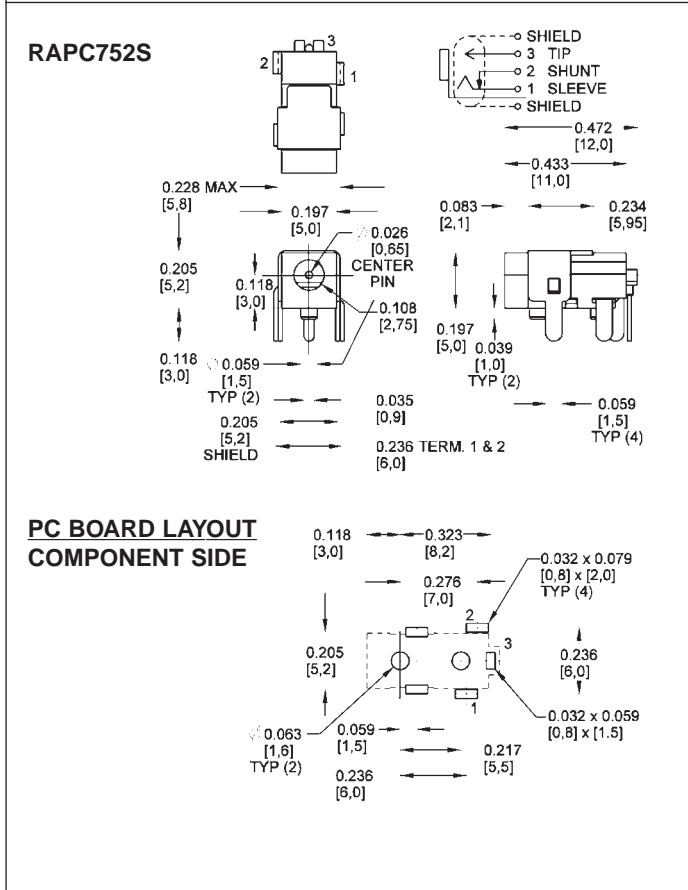 RAPC752S
3
2
1
SHIELD
3 TIP
2 SHUNT
1 SLEEVE
SHIELD
0.472
[12,0]
0.433
[11,0]
0.228 MAX
[5,8]
0.197
[5,0]
0.026
[0,65]
CENTER
PIN
0.083
[2,1]
0.234
[5,95]
0.205
[5,2]
0.118
[3,0]
0.108
[2,75]
0.197
[5,0]
0.039
[1,0]
TYP (2)
0.118
[3,0]
0.059
[1,5]
TYP (2)
0.035
[0,9]
0.059
[1,5]
TYP (4)
0.205
[5,2]
SHIELD
0.236 TERM. 1 & 2
[6,0]
PC BOARD LAYOUT
COMPONENT SIDE
0.118
[3,0]
0.323
[8,2]
0.276
[7,0]
0.032 x 0.079
[0,8] x [2,0]
TYP (4)
2
3
0.205
[5,2]
0.236
[6,0]
1
0.032 x 0.059
[0,8] x [1.5]
0.063
[1,6]
TYP (2)
0.059
[1,5]
0.217
[5,5]
0.236
[6,0]